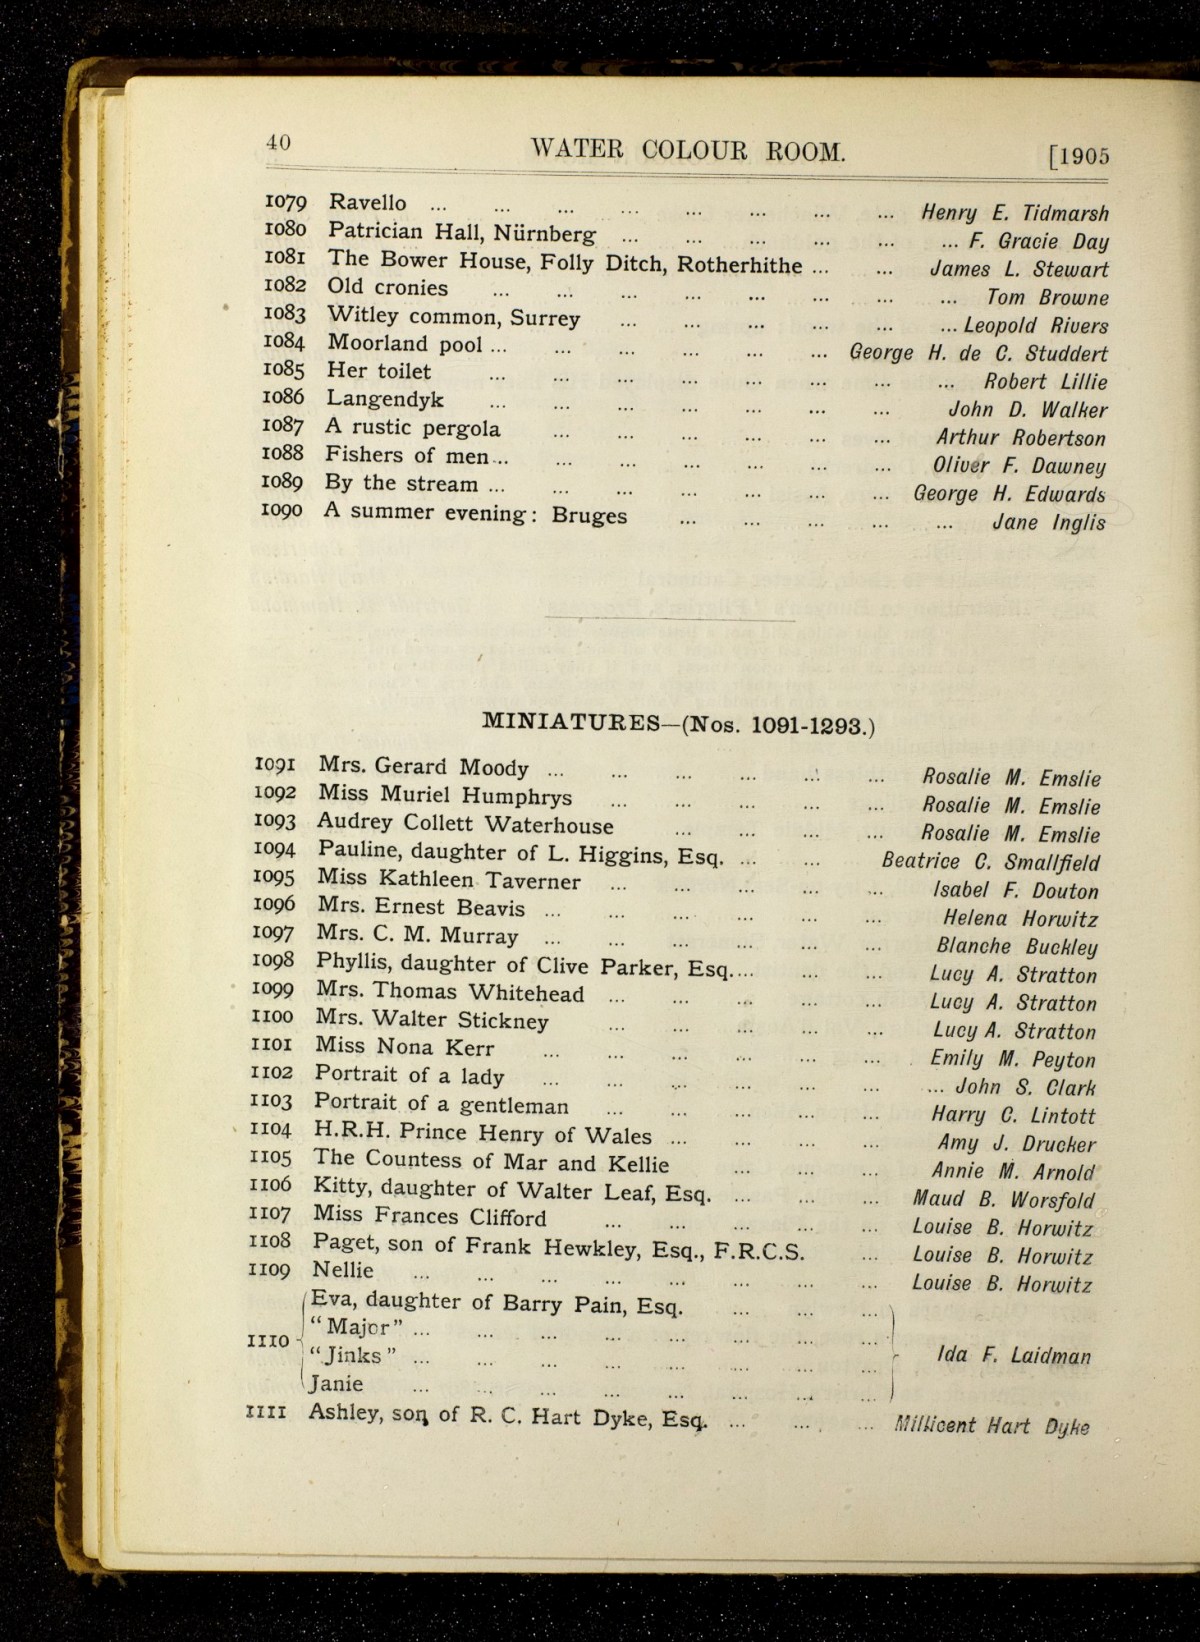 40 WATER COLOUR ROOM. [1905
1079 Ravello ... ... ... ... ... ... ... ... Henry E. Tidmarsh
1080 Patrician Hall, Nürnberg ... ... ... ... ... ... F. Gracie Day
1081 The Bower House, Folly Ditch, Rotherhithe ... ... James L. Stewart
1082 Old cronies ... ... ... ... ... ... ... ... Tom Browne
1083 Witley common, Surrey ... ... ... ... ... ... Leopold Rivers
1084 Moorland pool ... ... ... ... ... ... George H. de C. Studdert
1085 Her toilet ... ... ... ... ... ... ... ... Robert Lillie
1086 Langendyk ... ... ... ... ... ... ... John D. Walker
1087 A rustic pergola ... ... ... ... ... ... Arthur Robertson
1088 Fishers of men ... ... ... ... ... ... ... Oliver F. Dawney
1089 By the stream ... ... ... ... ... ... ... George H. Edwards
1090 A summer evening: Bruges ... ... ... ... ... Jane Inglis
MINIATURES—(Nos. 1091-1293.)
1091 Mrs. Gerard Moody ... ... ... ... ... ... Rosalie M. Emslie
1092 Miss Muriel Humphrys ... ... ... ... ... Rosalie M. Emslie
1093 Audrey Collett Waterhouse ... ... ... ... Rosalie M. Emslie
1094 Pauline, daughter of L. Higgins, Esq. ... ... Beatrice C. Smallfield
1095 Miss Kathleen Taverner ... ... ... ... ... Isabel F. Douton
1096 Mrs. Ernest Beavis ... ... ... ... ... ... Helena Horwitz
1097 Mrs. C. M. Murray ... ... ... ... ... ... Blanche Buckley
1098 Phyllis, daughter of Clive Parker, Esq.... ... ... Lucy A. Stratton
1099 Mrs. Thomas Whitehead ... ... ... ... ... Lucy A. Stratton
1100 Mrs. Walter Stickney ... ... ... ... ... Lucy A. Stratton
1101 Miss Nona Kerr ... ... ... ... ... ... Emily M. Peyton
1102 Portrait of a lady ... ... ... ... ... ... ... John S. Clark
1103 Portrait of a gentleman ... ... ... ... ... Harry C. Lintott
1104 H.R.H. Prince Henry of Wales ... ... ... ... Amy J. Drucker
1105 The Countess of Mar and Kellie ... ... ... Annie M. Arnold
1106 Kitty, daughter of Walter Leaf, Esq. ... ... ... Maud B. Worsfold
1107 Miss Frances Clifford ... ... ... ... ... Louise B. Horwitz
1108 Paget, son of Frank Hewkley, Esq., F.R.C.S. ... Louise B. Horwitz
1109 Nellie ... ... ... ... ... ... ... ... Louise B. Horwitz
Eva, daughter of Barry Pain, Esq. ... ... ...
"Major" ... ... ... ... ... ... ... ...
1110 "Jinks" ... ... ... ... ... ... ... ... Ida F. Laidman
Janie ... ... ... ... ... ... ... ...
1111 Ashley, son of R. C. Hart Dyke, Esq. ... ... ... Millicent Hart Dyke